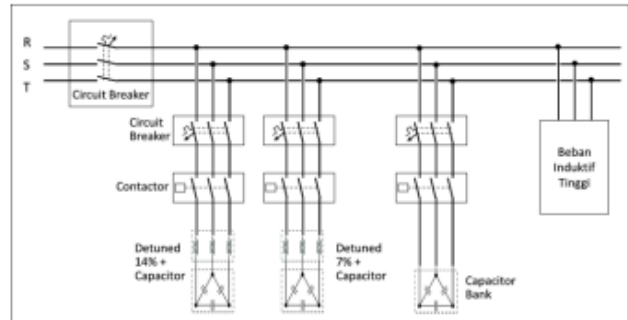 R
S
T
Circuit Breaker
Circuit
Breaker
Contactor
Detuned
14% +
Capacitor
Detuned
7% +
Capacitor
Capacitor
Bank
Beban
Induktif
Tinggi